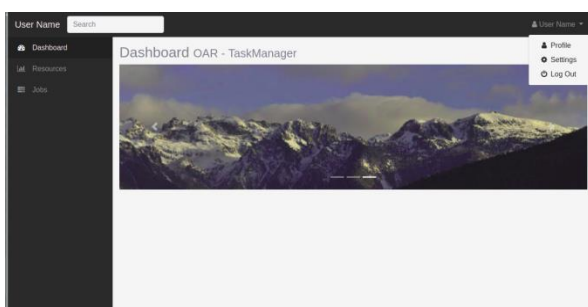 User Name Search User Name
Dashboard
Resources
Jobs
Dashboard OAR - TaskManager
Profile
Settings
Log Out